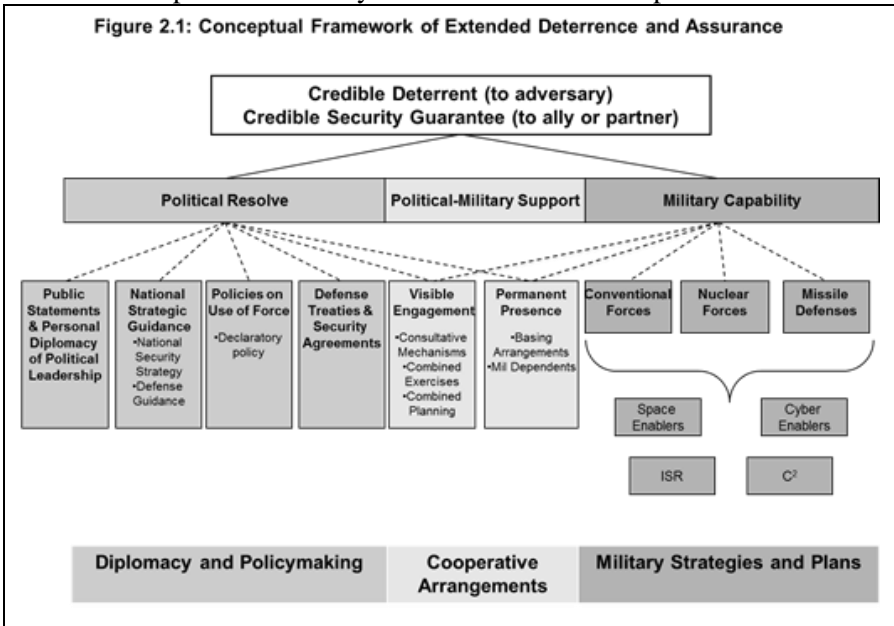 Figure 2.1: Conceptual Framework of Extended Deterrence and Assurance
Credible Deterrent (to adversary)
Credible Security Guarantee (to ally or partner)
Political Resolve
Political-Military Support
Military Capability
Public
Statements
& Personal
Diplomacy
of Political
Leadership
National
Strategic
Guidance
•National
Security
Strategy
•Defense
Guidance
Policies on
Use of Force
•Declaratory
policy
Defense
Treaties &
Security
Agreements
Visible
Engagement
•Consultative
Mechanisms
•Combined
Exercises
•Combined
Planning
Permanent
Presence
•Basing
Arrangements
•Mil Dependents
Conventional
Forces
Nuclear
Forces
Missile
Defenses
Space
Enablers
Cyber
Enablers
ISR
C²
Diplomacy and Policymaking
Cooperative
Arrangements
Military Strategies and Plans